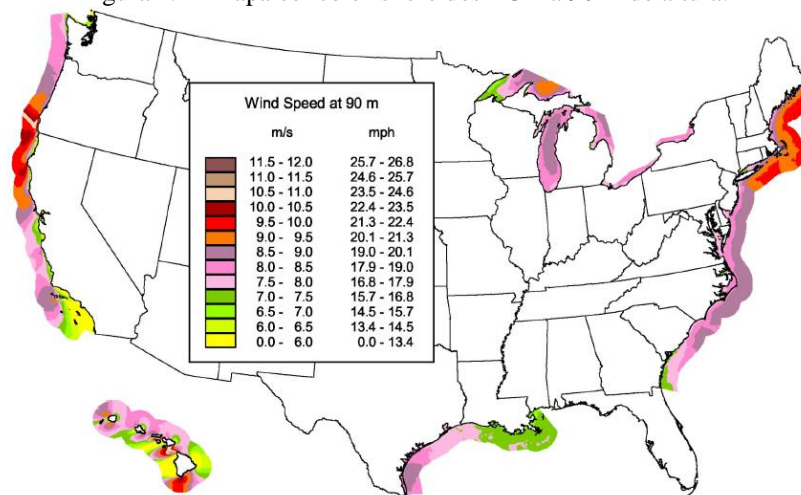 Wind Speed at 90 m
m/s mph
11.5 - 12.0 25.7 - 26.8
11.0 - 11.5 24.6 - 25.7
10.5 - 11.0 23.5 - 24.6
10.0 - 10.5 22.4 - 23.5
9.5 - 10.0 21.3 - 22.4
9.0 - 9.5 20.1 - 21.3
8.5 - 9.0 19.0 - 20.1
8.0 - 8.5 17.9 - 19.0
7.5 - 8.0 16.8 - 17.9
7.0 - 7.5 15.7 - 16.8
6.5 - 7.0 14.5 - 15.7
6.0 - 6.5 13.4 - 14.5
0.0 - 6.0 0.0 - 13.4